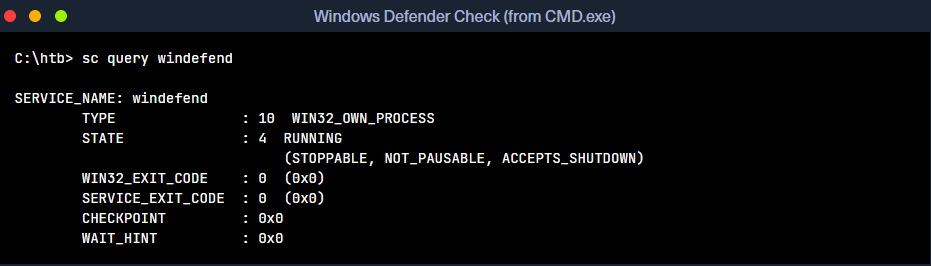 Windows Defender Check (from CMD.exe)
C:\htb> sc query windefend
SERVICE_NAME: windefend
        TYPE               : 10  WIN32_OWN_PROCESS
        STATE              : 4  RUNNING
                                (STOPPABLE, NOT_PAUSABLE, ACCEPTS_SHUTDOWN)
        WIN32_EXIT_CODE    : 0  (0x0)
        SERVICE_EXIT_CODE  : 0  (0x0)
        CHECKPOINT         : 0x0
        WAIT_HINT          : 0x0